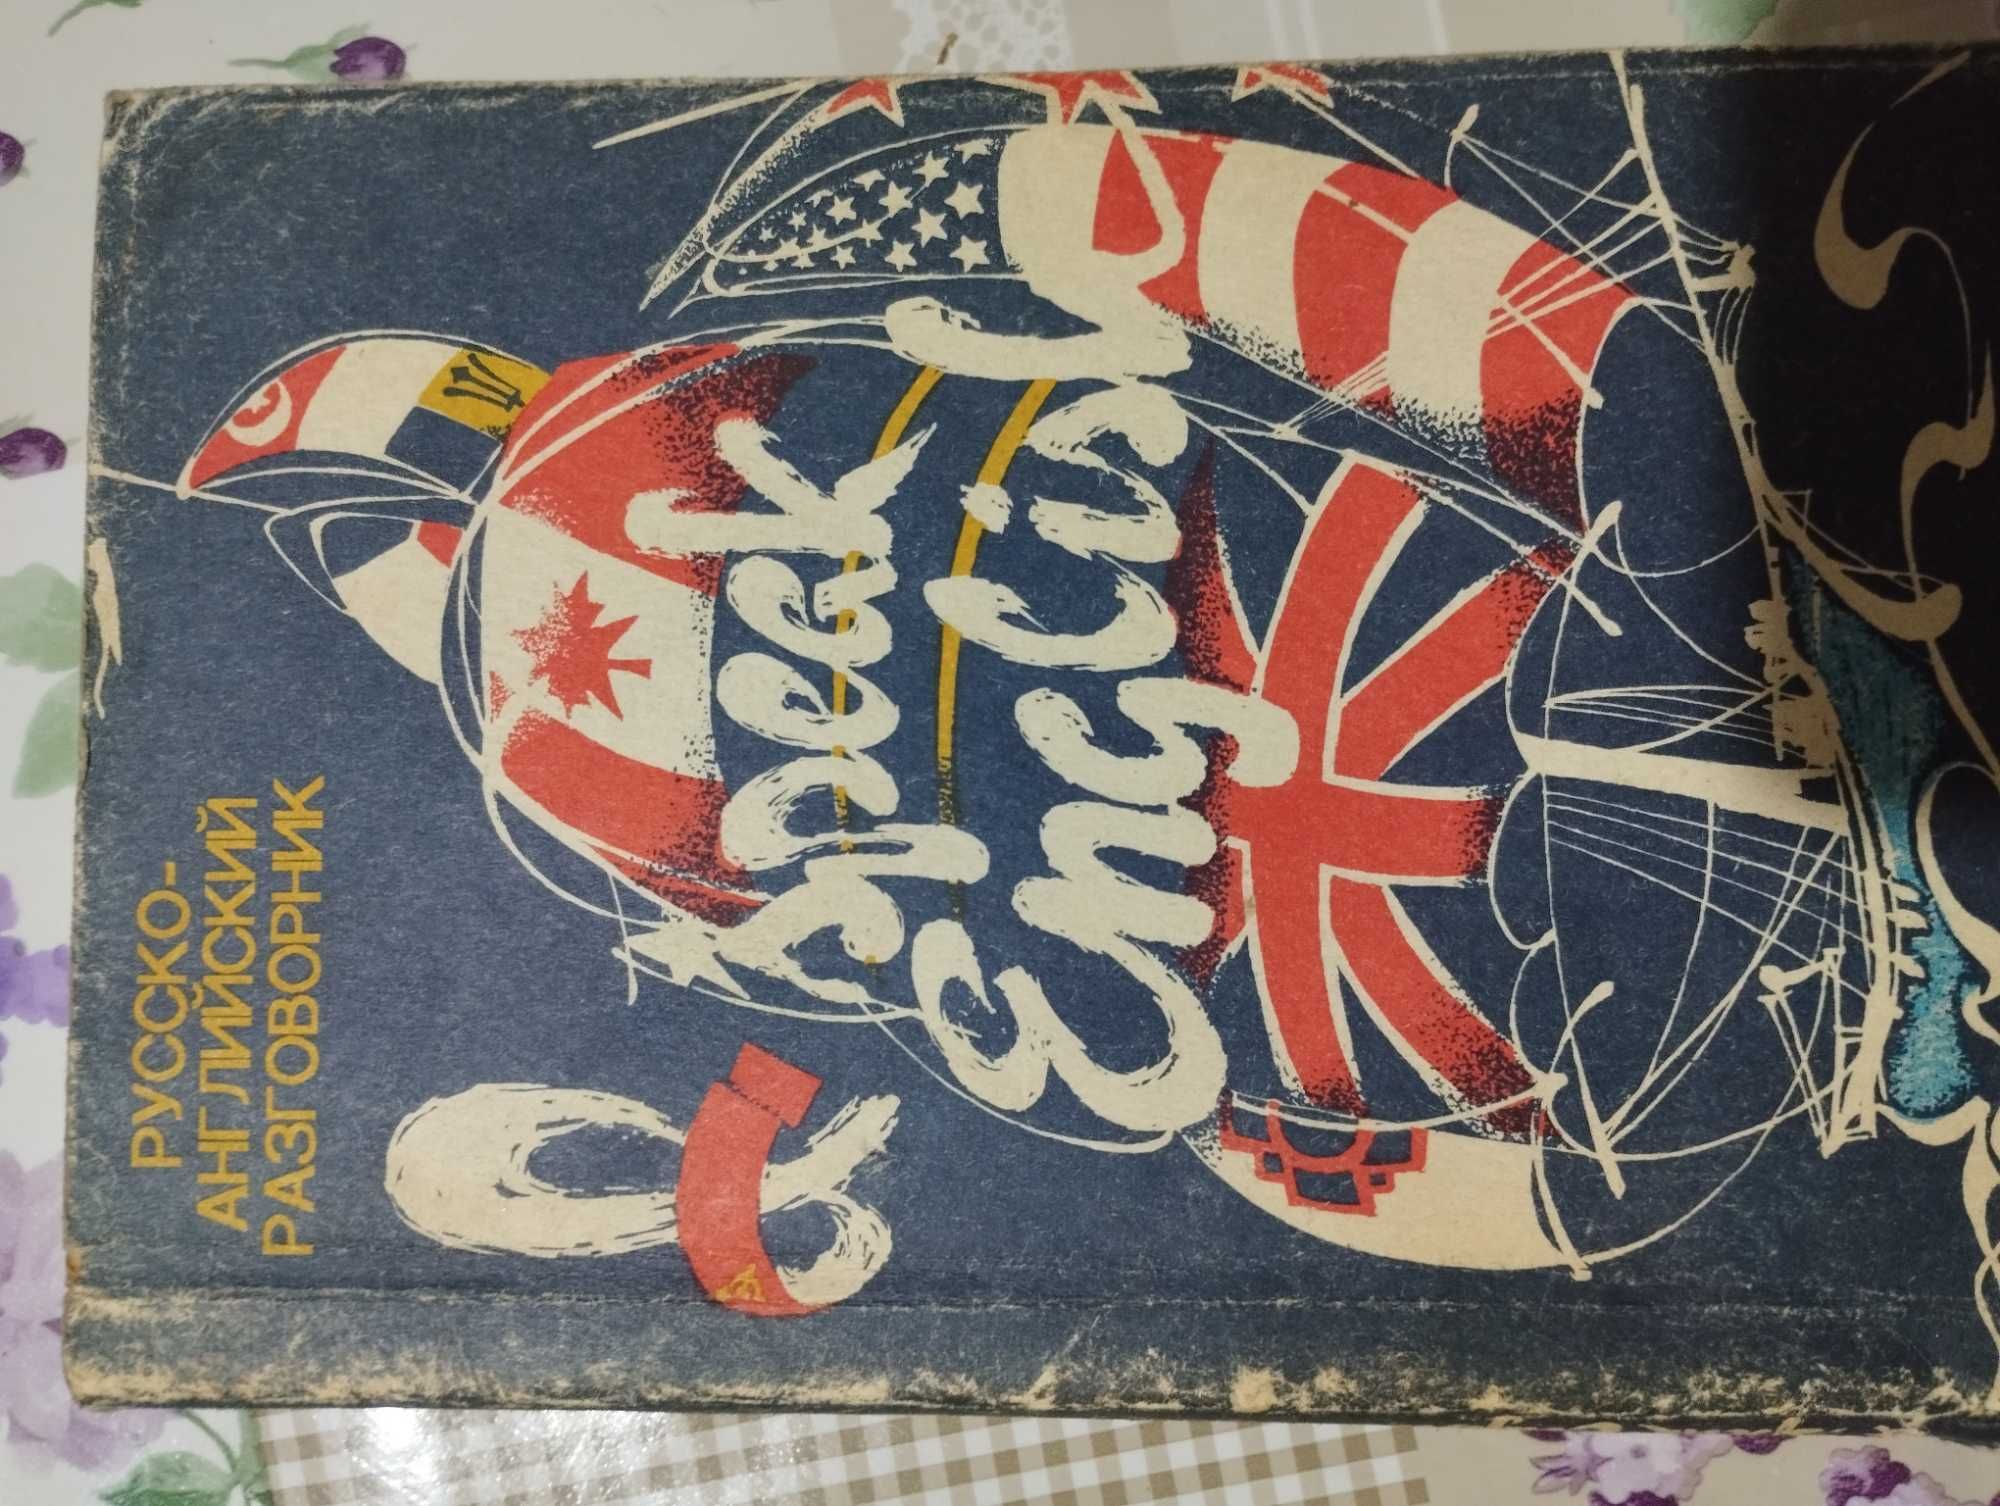 РУССКО-
АНГЛИЙСКИЙ
РАЗГОВОРНИК
I
Speak
English